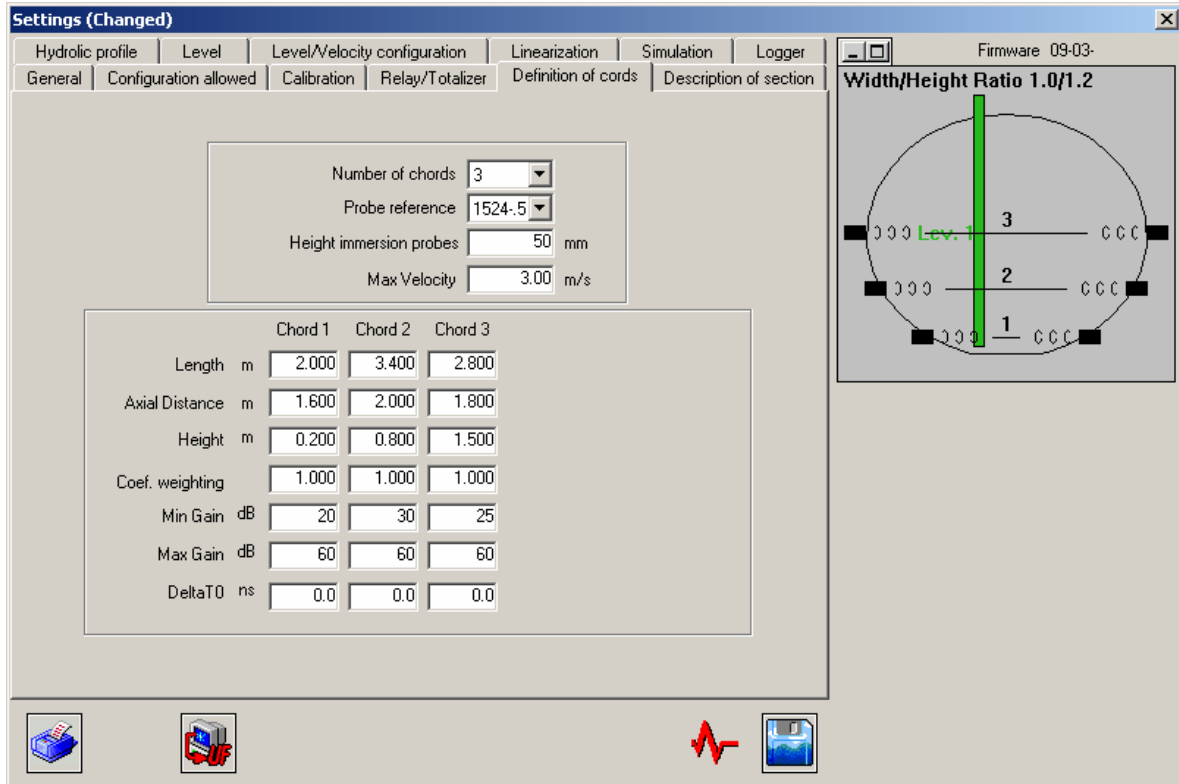 Settings (Changed)
Hydrolic profile Level Level/Velocity configuration Linearization Simulation Logger
General Configuration allowed Calibration Relay/Totalizer Definition of cords Description of section
Number of chords 3
Probe reference 1524-.5
Height immersion probes 50 mm
Max Velocity 3.00 m/s
Chord 1 Chord 2 Chord 3
Length m 2.000 3.400 2.800
Axial Distance m 1.600 2.000 1.800
Height m 0.200 0.800 1.500
Coef. weighting 1.000 1.000 1.000
Min Gain dB 20 30 25
Max Gain dB 60 60 60
DeltaT0 ns 0.0 0.0 0.0
UF
Firmware 09-03-
Width/Height Ratio 1.0/1.2
3
Lev. 1
2
1